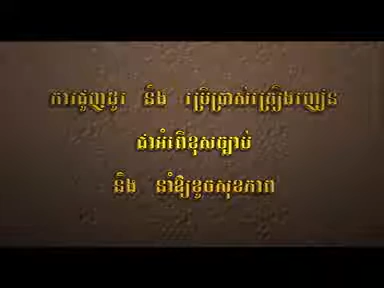 ការជួញដូរ និង ប្រើប្រាស់គ្រឿងញៀន
ជាអំពើខុសច្បាប់
និង នាំឱ្យខូចសុខភាព